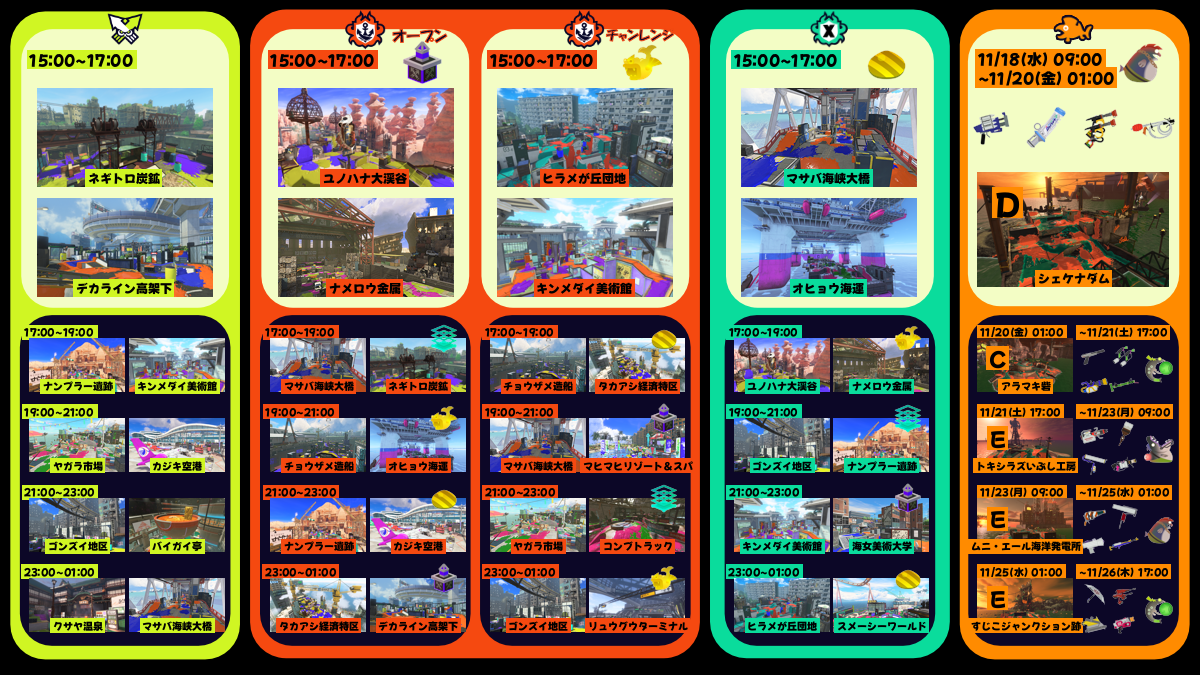 15:00~17:00
ネギトロ炭鉱
デカライン高架下
17:00~19:00
ナンプラー遺跡
キンメダイ美術館
19:00~21:00
ヤガラ市場
カジキ空港
21:00~23:00
ゴンズイ地区
バイガイ亭
23:00~01:00
クサヤ温泉
マサバ海峡大橋
オープン
15:00~17:00
ユノハナ大渓谷
ナメロウ金属
17:00~19:00
マサバ海峡大橋
ネギトロ炭鉱
19:00~21:00
チョウザメ造船
オヒョウ海運
21:00~23:00
ナンプラー遺跡
カジキ空港
23:00~01:00
タカアシ経済特区
デカライン高架下
チャレンジ
15:00~17:00
ヒラメが丘団地
キンメダイ美術館
17:00~19:00
チョウザメ造船
タカアシ経済特区
19:00~21:00
マサバ海峡大橋
マヒマヒリゾート&スパ
21:00~23:00
ヤガラ市場
コンブトラック
23:00~01:00
ゴンズイ地区
リュウグウターミナル
X
15:00~17:00
マサバ海峡大橋
オヒョウ海運
17:00~19:00
ユノハナ大渓谷
ナメロウ金属
19:00~21:00
ゴンズイ地区
ナンプラー遺跡
21:00~23:00
キンメダイ美術館
海女美術大学
23:00~01:00
ヒラメが丘団地
スメーシーワールド
11/18(水) 09:00
~11/20(金) 01:00
D
シェケナダム
11/20(金) 01:00
~11/21(土) 17:00
C
アラマキ砦
11/21(土) 17:00
~11/23(月) 09:00
E
トキシラズいぶし工房
11/23(月) 09:00
~11/25(水) 01:00
E
ムニ・エール海洋発電所
11/25(水) 01:00
~11/26(木) 17:00
E
すじこジャンクション跡